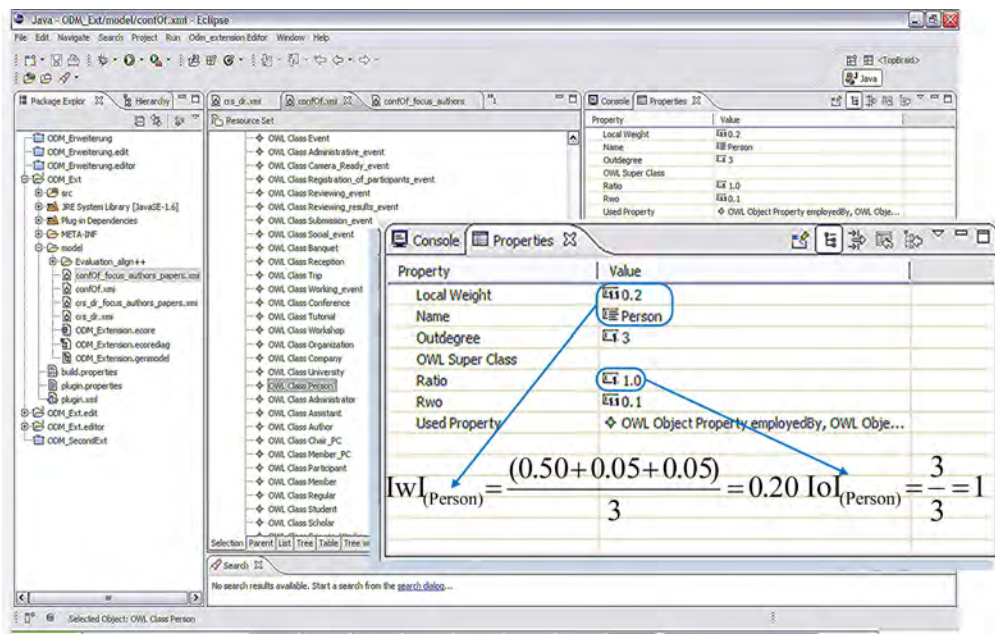 Java - ODM_Ext/model/confOf.xml - Eclipse
File Edit Navigate Search Project Run Odm_extension Editor Window Help
<TopBraid>
Java
Package Explor Hierarchy
crs_dr.xml confOf.xml confOf_focus_authors "1
Console Properties
ODM_Erweiterung
ODM_Erweiterung.edit
ODM_Erweiterung.editor
ODM_Ext
src
JRE System Library [JavaSE-1.6]
Plug-in Dependencies
META-INF
model
Evaluation_align++
confOf_focus_authors_papers.xml
confOf.xml
crs_dr_focus_authors_papers.xml
crs_dr.xml
ODM_Extension.ecore
ODM_Extension.ecorediag
ODM_Extension.genmodel
build.properties
plugin.properties
plugin.xml
ODM_Ext.edit
ODM_Ext.editor
ODM_SecondExt
Resource Set
OWL Class Event
OWL Class Administrative_event
OWL Class Camera_Ready_event
OWL Class Registration_of_participants_event
OWL Class Reviewing_event
OWL Class Reviewing_results_event
OWL Class Submission_event
OWL Class Social_event
OWL Class Banquet
OWL Class Reception
OWL Class Trip
OWL Class Working_event
OWL Class Conference
OWL Class Tutorial
OWL Class Workshop
OWL Class Organization
OWL Class Company
OWL Class University
OWL Class Person
OWL Class Administrator
OWL Class Assistant
OWL Class Author
OWL Class Chair_PC
OWL Class Member_PC
OWL Class Participant
OWL Class Member
OWL Class Regular
OWL Class Student
OWL Class Scholar
Selection Parent List Tree Table Tree wi
Property Value
Local Weight 0.2
Name Person
Outdegree 3
OWL Super Class
Ratio 1.0
Rwo 0.1
Used Property OWL Object Property employedBy, OWL Obje...
Console Properties
Property Value
Local Weight 0.2
Name Person
Outdegree 3
OWL Super Class
Ratio 1.0
Rwo 0.1
Used Property OWL Object Property employedBy, OWL Obje...
IwI(Person) = (0.50+0.05+0.05) / 3 = 0.20 IoI(Person) = 3 / 3 = 1
Search
No search results available. Start a search from the search dialog...
Selected Object: OWL Class Person